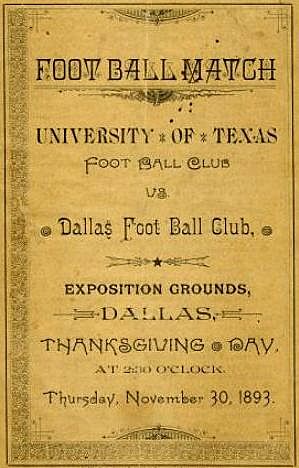 FOOT BALL MATCH
UNIVERSITY OF TEXAS
FOOT BALL CLUB
VS.
Dallas Foot Ball Club,
EXPOSITION GROUNDS,
DALLAS,
THANKSGIVING DAY,
AT 2:30 O'CLOCK.
Thursday, November 30, 1893.